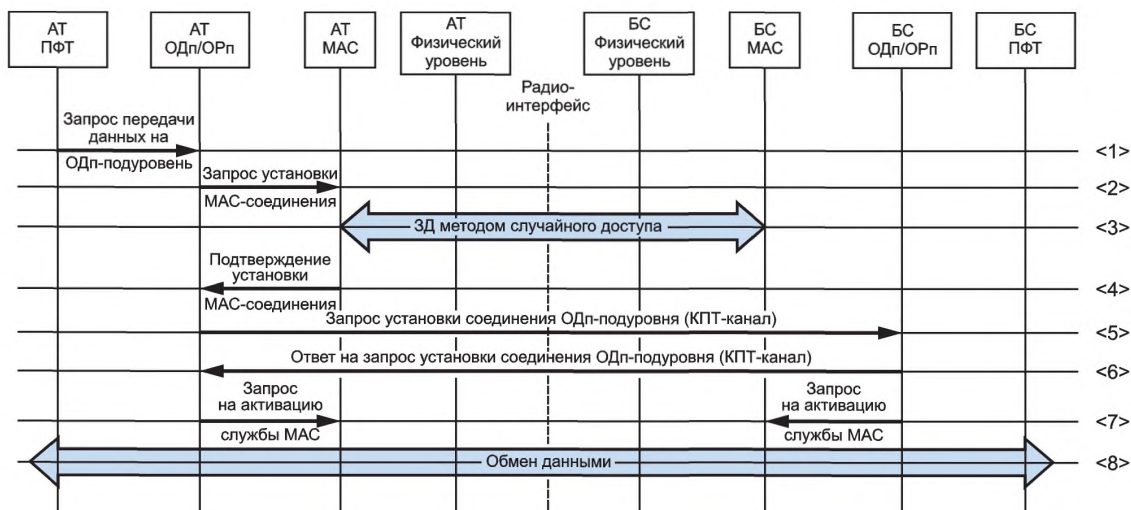 АТ
ПФТ
АТ
ОДп/ОРп
АТ
МАС
АТ
Физический
уровень
БС
Физический
уровень
БС
МАС
БС
ОДп/ОРп
БС
ПФТ
Радио-
интерфейс
Запрос передачи
данных на
ОДп-подуровень
<1>
Запрос установки
МАС-соединения
<2>
ЗД методом случайного доступа
<3>
Подтверждение
установки
МАС-соединения
<4>
Запрос установки соединения ОДп-подуровня (КПТ-канал)
<5>
Ответ на запрос установки соединения ОДп-подуровня (КПТ-канал)
<6>
Запрос
на активацию
службы МАС
Запрос
на активацию
службы МАС
<7>
Обмен данными
<8>